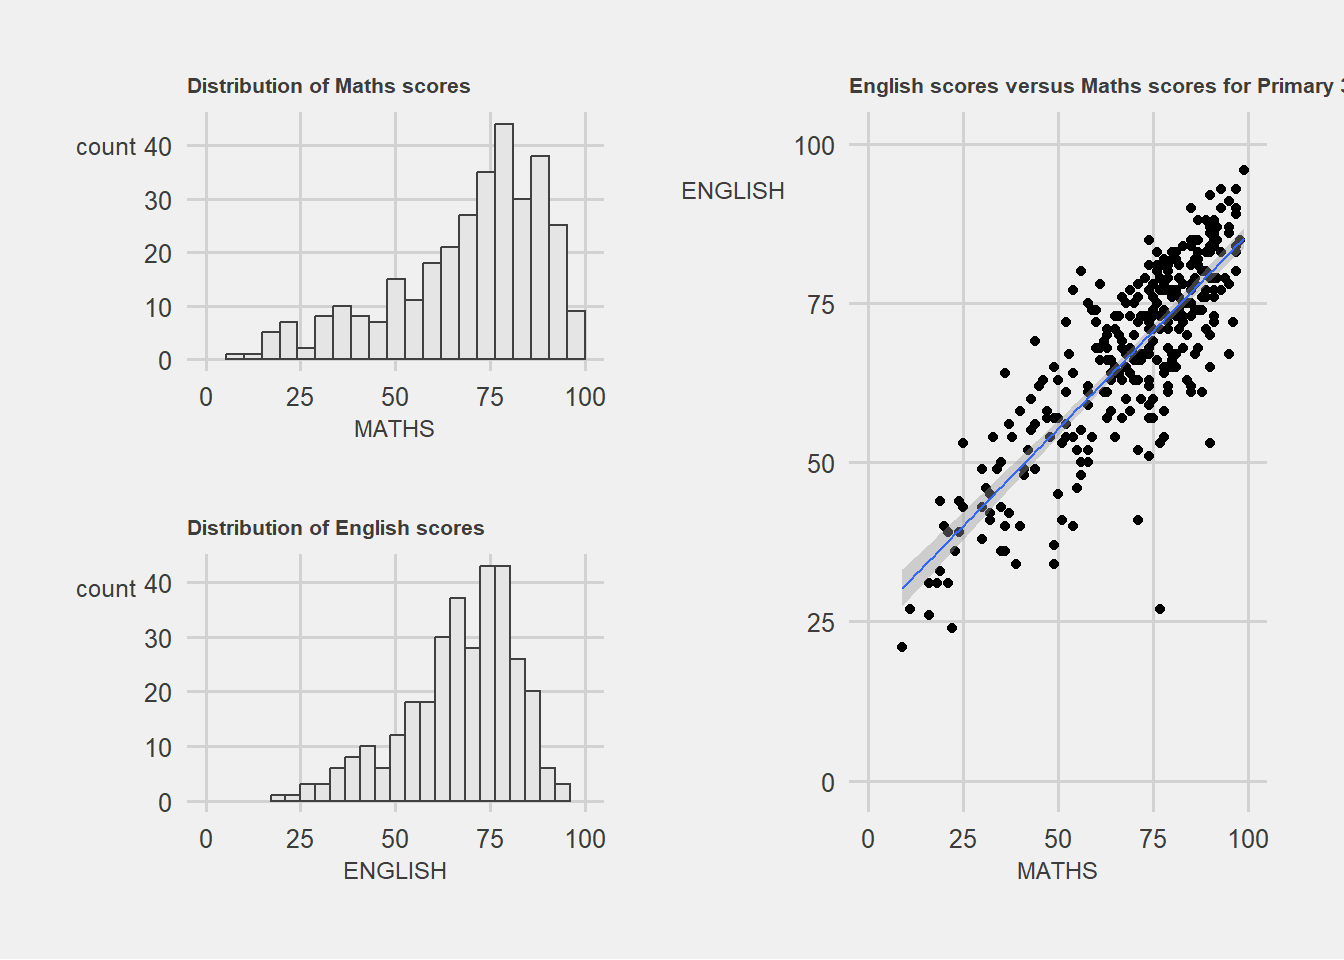 Distribution of Maths scores
count
40
30
20
10
0
0 25 50 75 100
MATHS
Distribution of English scores
count
40
30
20
10
0
0 25 50 75 100
ENGLISH
English scores versus Maths scores for Primary
ENGLISH
100
75
50
25
0
0 25 50 75 100
MATHS